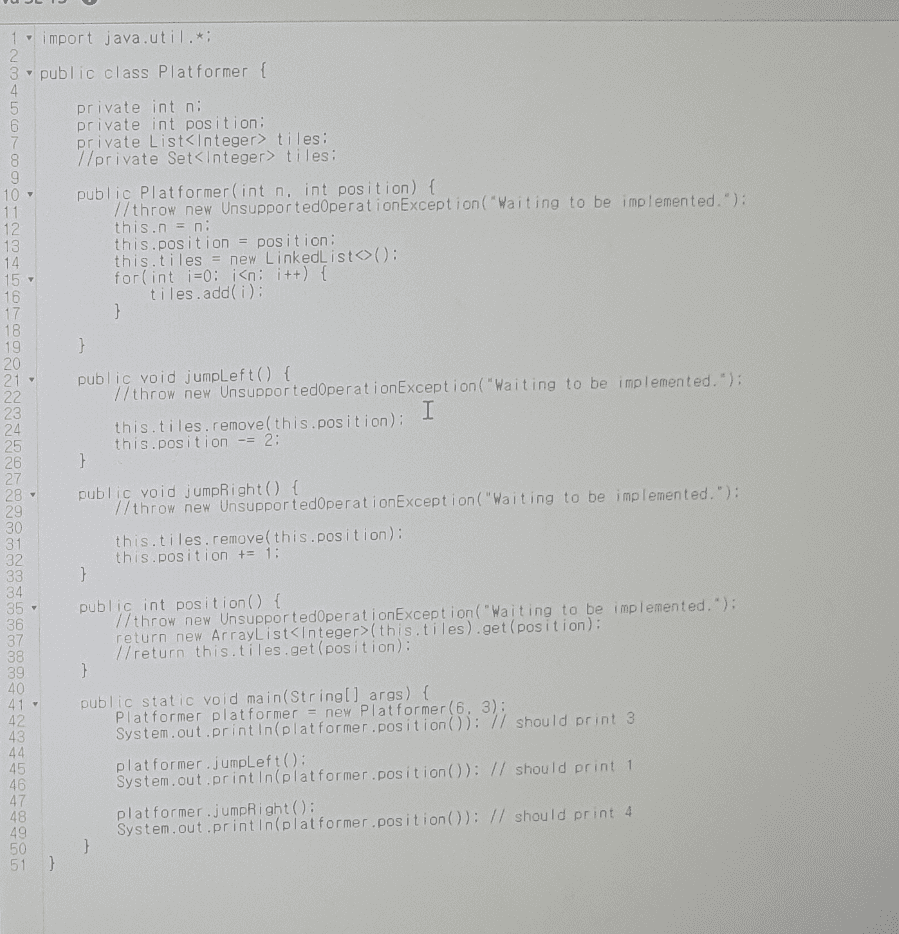 1 import java.util.*;
2
3 public class Platformer {
4
5 private int n;
6 private int position;
7 private List<Integer> tiles;
8 //private Set<Integer> tiles;
9
10 public Platformer(int n, int position) {
11 //throw new UnsupportedOperationException("Waiting to be implemented.");
12 this.n = n;
13 this.position = position;
14 this.tiles = new LinkedList<>();
15 for(int i=0; i<n; i++) {
16 tiles.add(i);
17 }
18
19 }
20
21 public void jumpLeft() {
22 //throw new UnsupportedOperationException("Waiting to be implemented.");
23
24 this.tiles.remove(this.position);
25 this.position -= 2;
26 }
27
28 public void jumpRight() {
29 //throw new UnsupportedOperationException("Waiting to be implemented.");
30
31 this.tiles.remove(this.position);
32 this.position += 1;
33 }
34
35 public int position() {
36 //throw new UnsupportedOperationException("Waiting to be implemented.");
37 return new ArrayList<Integer>(this.tiles).get(position);
38 //return this.tiles.get(position);
39 }
40
41 public static void main(String[] args) {
42 Platformer platformer = new Platformer(6, 3);
43 System.out.println(platformer.position()); // should print 3
44
45 platformer.jumpLeft();
46 System.out.println(platformer.position()); // should print 1
47
48 platformer.jumpRight();
49 System.out.println(platformer.position()); // should print 4
50 }
51 }